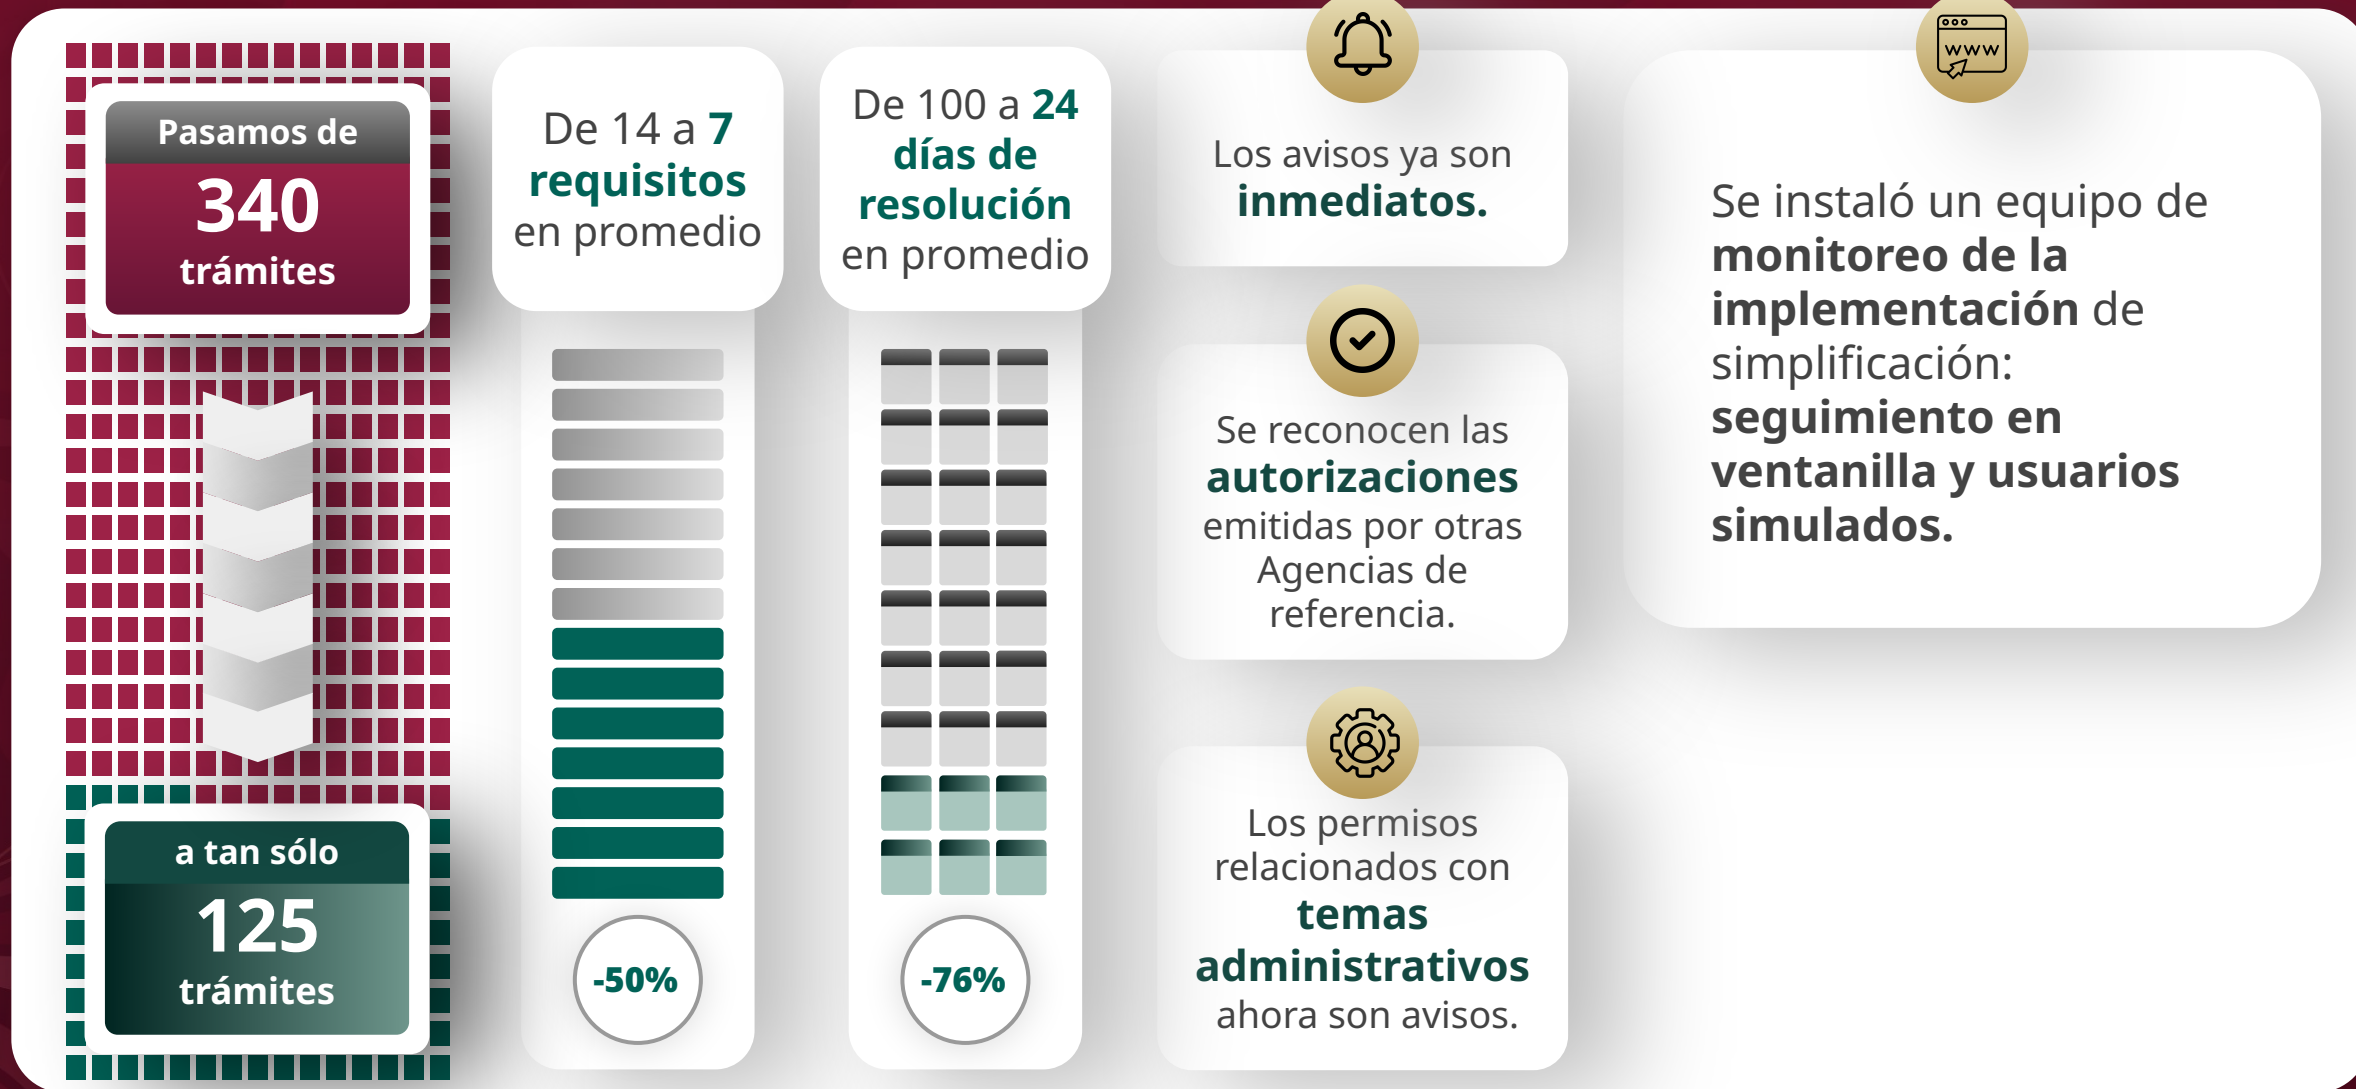 Pasamos de
340
trámites
a tan sólo
125
trámites
De 14 a 7
requisitos
en promedio
-50%
De 100 a 24
días de
resolución
en promedio
-76%
Los avisos ya son
inmediatos.
Se reconocen las
autorizaciones
emitidas por otras
Agencias de
referencia.
Los permisos
relacionados con
temas
administrativos
ahora son avisos.
www
Se instaló un equipo de
monitoreo de la
implementación de
simplificación:
seguimiento en
ventanilla y usuarios
simulados.